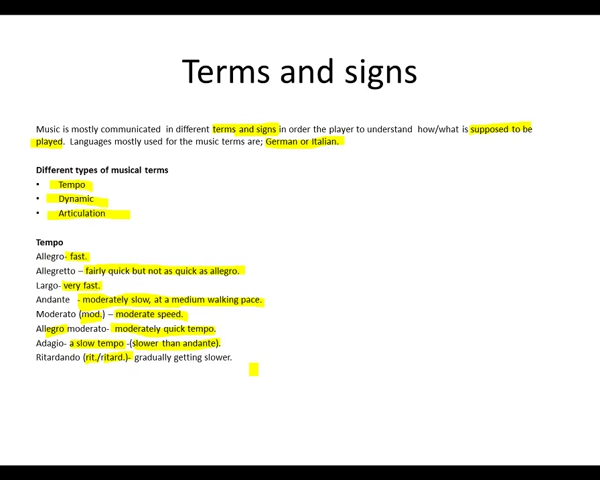 Terms and signs
Music is mostly communicated in different terms and signs in order the player to understand how/what is supposed to be
played. Languages mostly used for the music terms are; German or Italian.
Different types of musical terms
• Tempo
• Dynamic
• Articulation
Tempo
Allegro- fast.
Allegretto – fairly quick but not as quick as allegro.
Largo- very fast.
Andante - moderately slow, at a medium walking pace.
Moderato (mod.) – moderate speed.
Allegro moderato- moderately quick tempo.
Adagio- a slow tempo -(slower than andante).
Ritardando (rit./ritard.)- gradually getting slower.